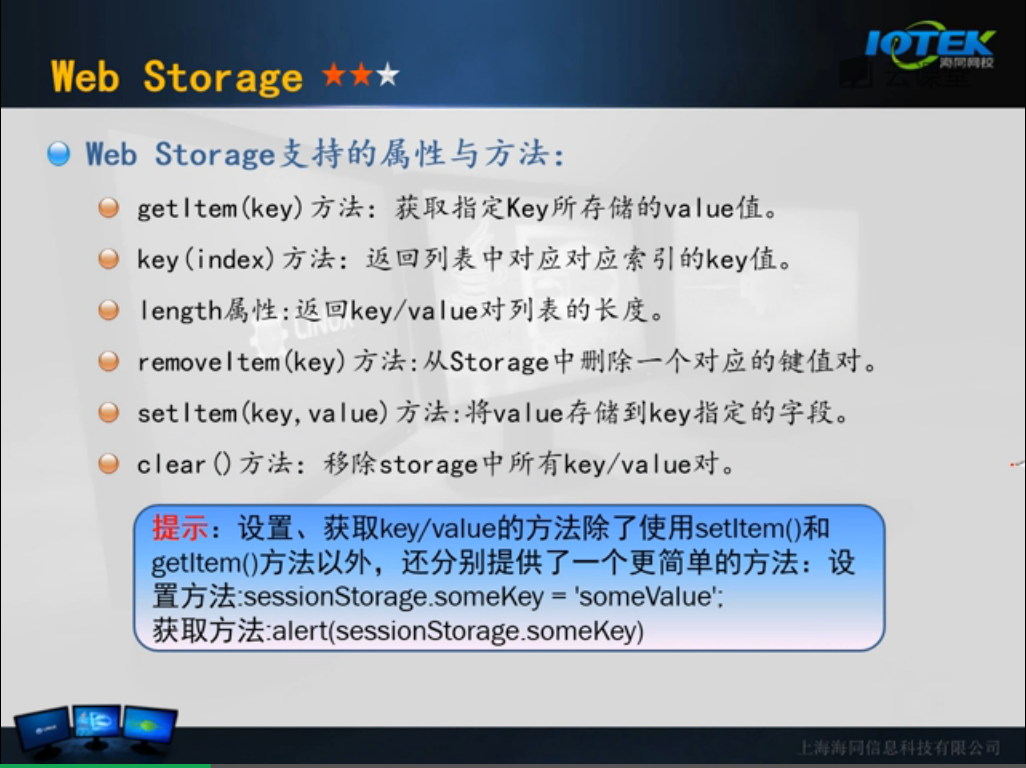 IQTEK
海同网校
云课堂
Web Storage
Web Storage支持的属性与方法:
getItem(key)方法: 获取指定Key所存储的value值。
key(index)方法: 返回列表中对应对应索引的key值。
length属性:返回key/value对列表的长度。
removeItem(key)方法:从Storage中删除一个对应的键值对。
setItem(key,value)方法:将value存储到key指定的字段。
clear()方法: 移除storage中所有key/value对。
提示：设置、获取key/value的方法除了使用setItem()和
getItem()方法以外，还分别提供了一个更简单的方法：设
置方法:sessionStorage.someKey = 'someValue';
获取方法:alert(sessionStorage.someKey)
LINUX
上海海同信息科技有限公司